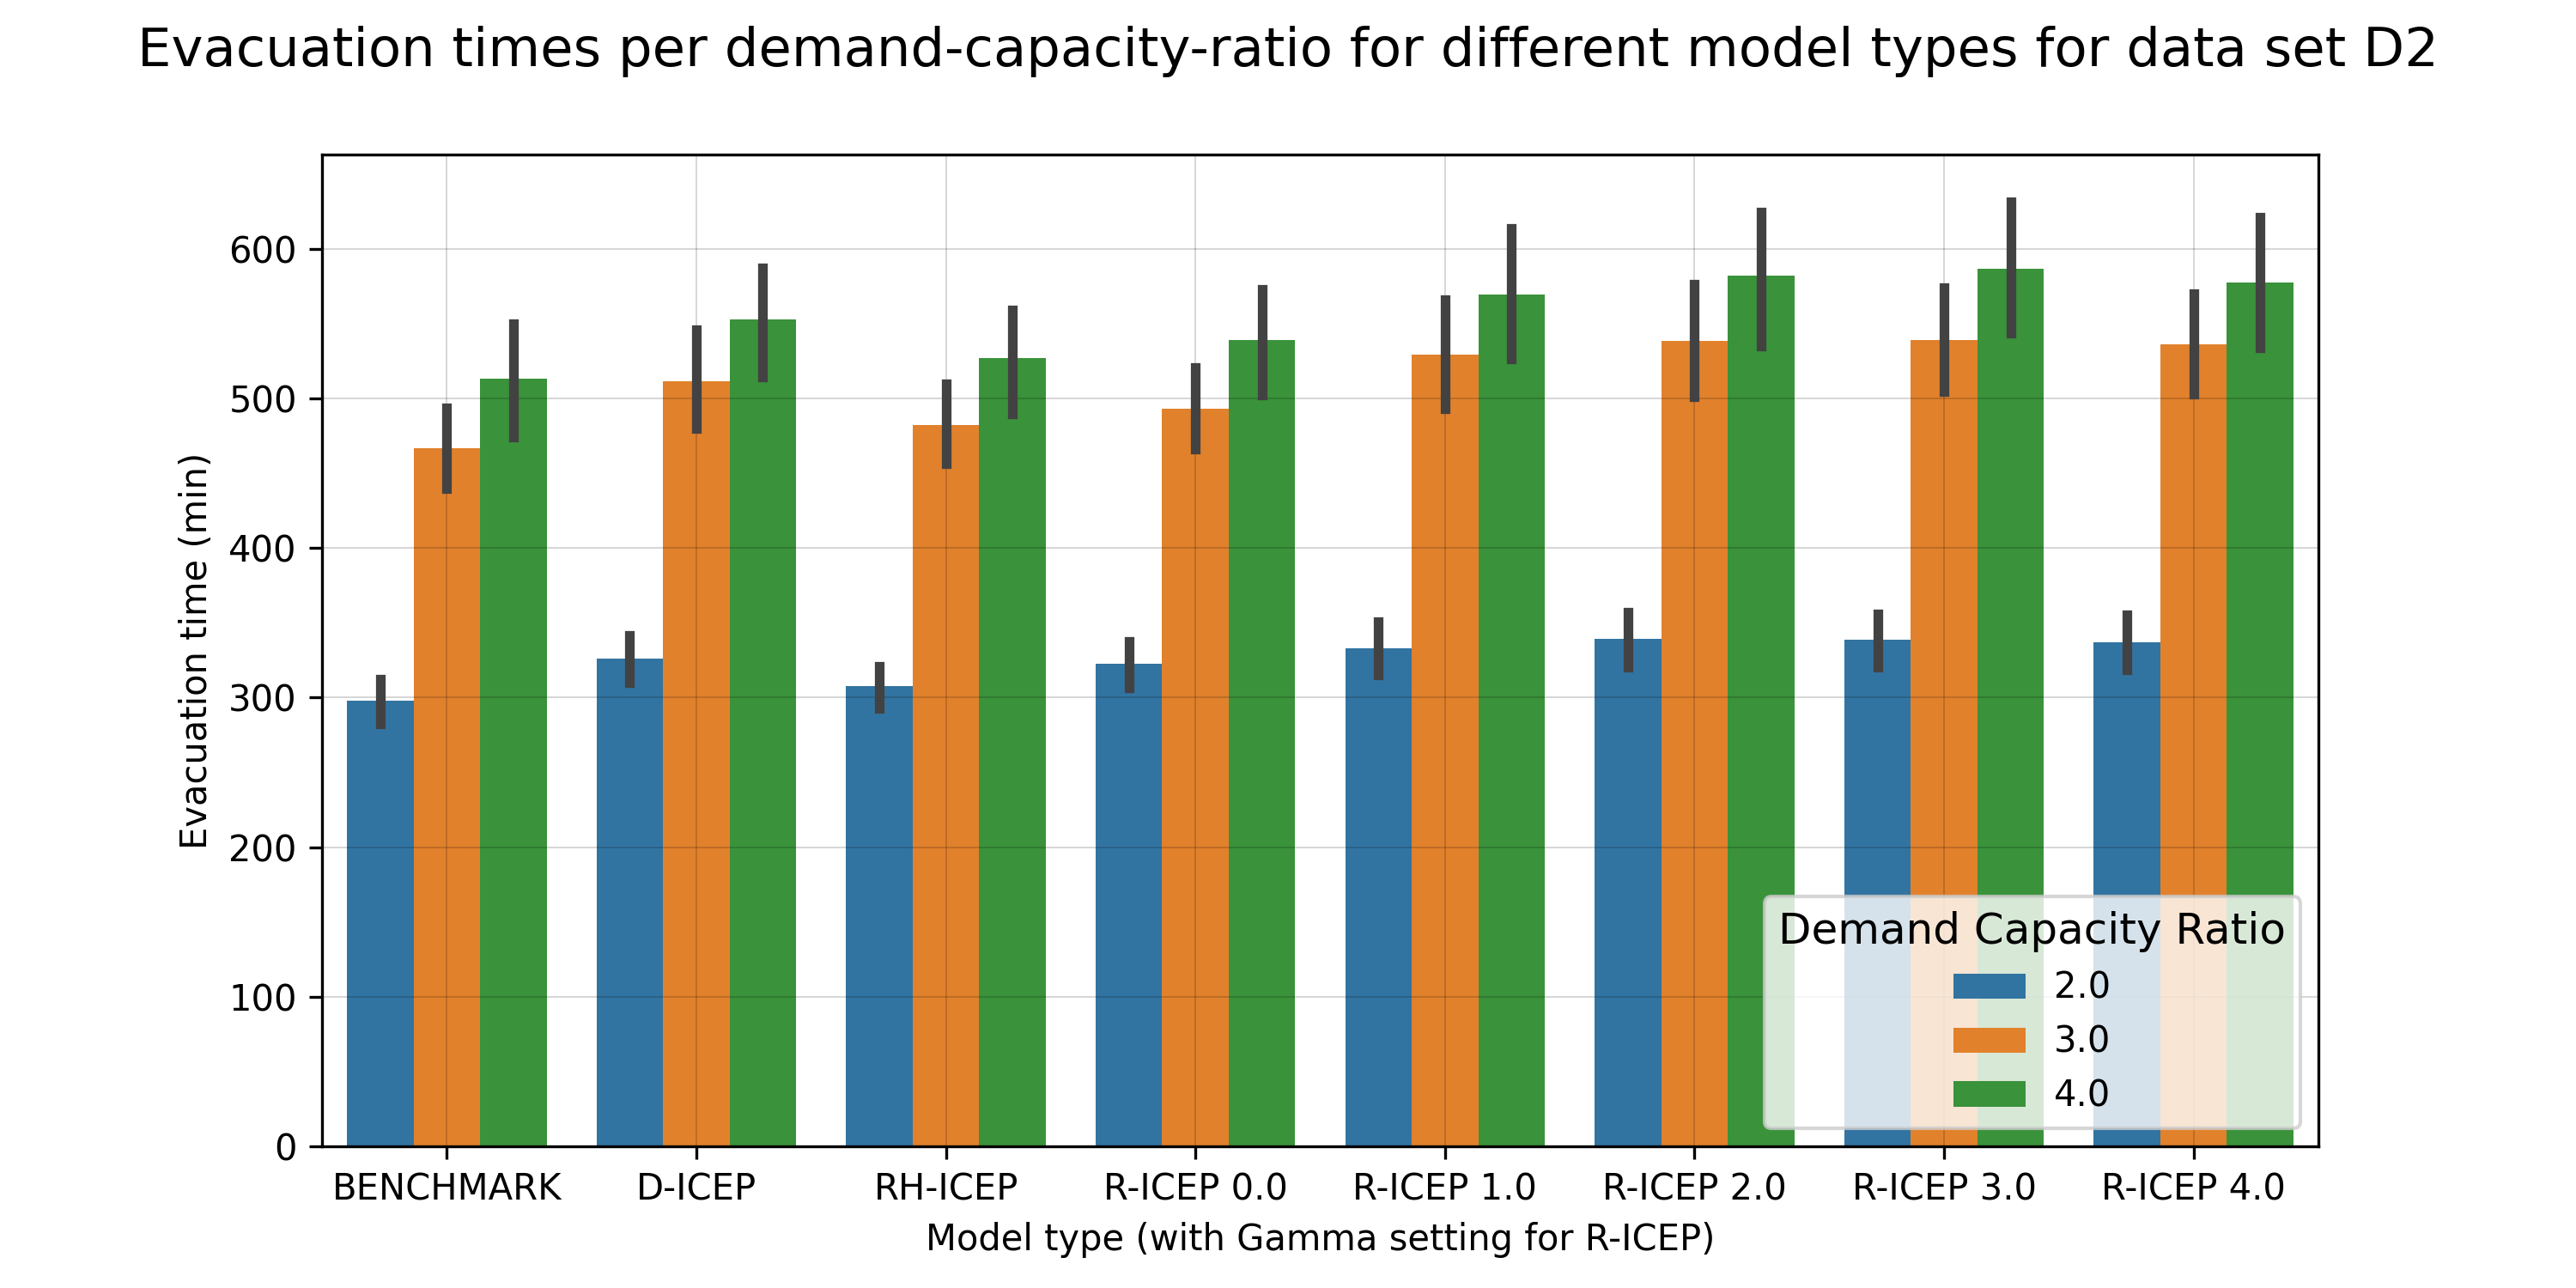 Evacuation times per demand-capacity-ratio for different model types for data set D2
Evacuation time (min)
600
500
400
300
200
100
0
Demand Capacity Ratio
2.0
3.0
4.0
BENCHMARK D-ICEP RH-ICEP R-ICEP 0.0 R-ICEP 1.0 R-ICEP 2.0 R-ICEP 3.0 R-ICEP 4.0
Model type (with Gamma setting for R-ICEP)